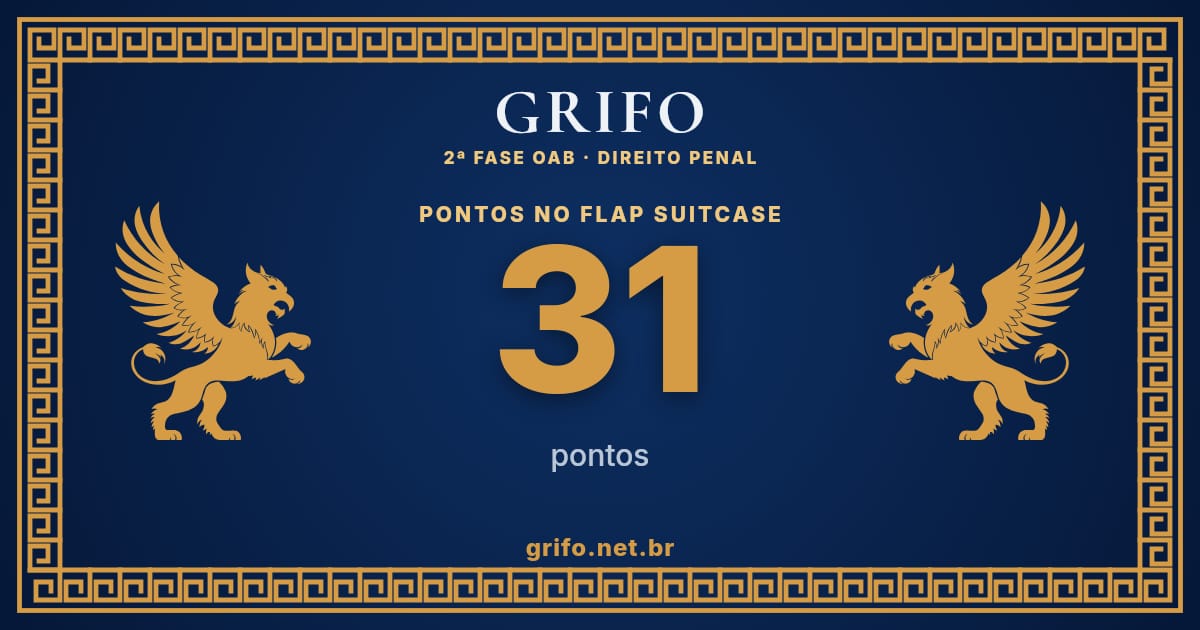 GRIFO
2ª FASE OAB · DIREITO PENAL
PONTOS NO FLAP SUITCASE
31
pontos
grifo.net.br